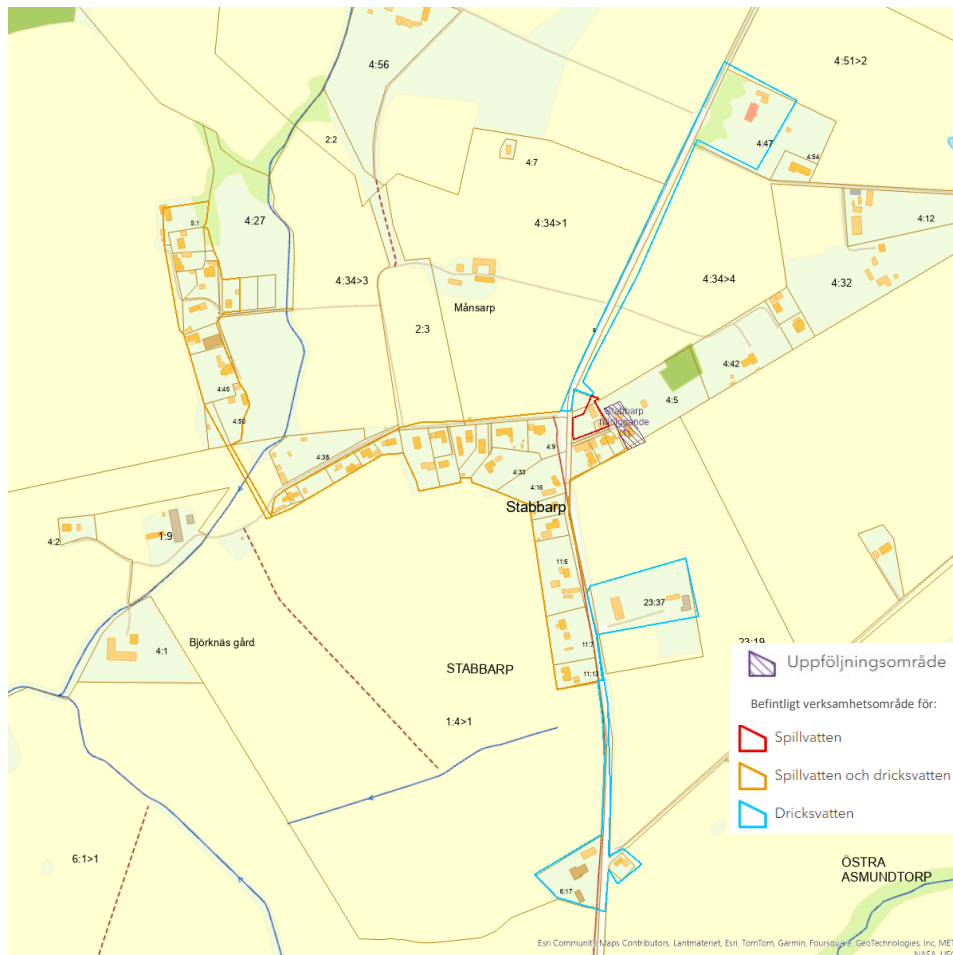 4:56
4:51>2
2:2
4:7
4:47
4:54
5:1
4:27
4:34>1
4:12
4:34>3
4:34>4
4:32
Månsarp
2:3
4:42
4:45
4:5
4:50
Stabbarp
närliggande
4:9
4:38
4:33
4:16
Stabbarp
1:9
4:2
11:6
23:37
Björknäs gård
4:1
11:7
23:19
STABBARP
11:13
Uppföljningsområde
Befintligt verksamhetsområde för:
1:4>1
Spillvatten
Spillvatten och dricksvatten
Dricksvatten
6:1>1
ÖSTRA
ASMUNDTORP
6:17
Esri Community Maps Contributors, Lantmäteriet, Esri, TomTom, Garmin, Foursquare, GeoTechnologies, Inc, MET
NASA, USG